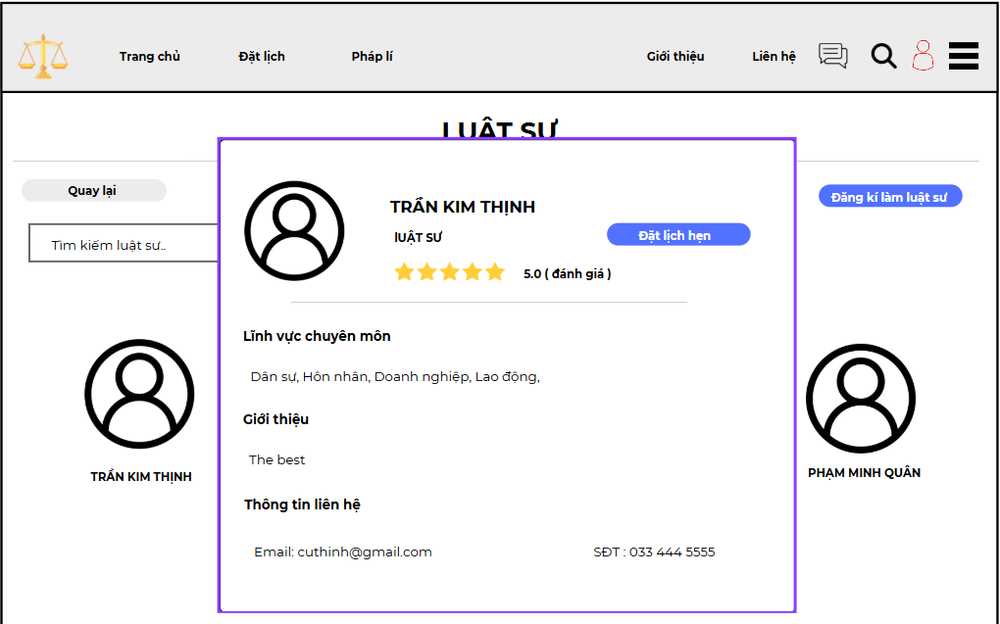 Trang chủ
Đặt lịch
Pháp lí
Giới thiệu
Liên hệ
LUẬT SƯ
Quay lại
Đăng kí làm luật sư
Tìm kiếm luật sư..
TRẦN KIM THỊNH
lUẬT SƯ
Đặt lịch hẹn
5.0 ( đánh giá )
Lĩnh vực chuyên môn
Dân sự, Hôn nhân, Doanh nghiệp, Lao động,
Giới thiệu
The best
Thông tin liên hệ
Email: cuthinh@gmail.com
SĐT : 033 444 5555
TRẦN KIM THỊNH
PHẠM MINH QUÂN